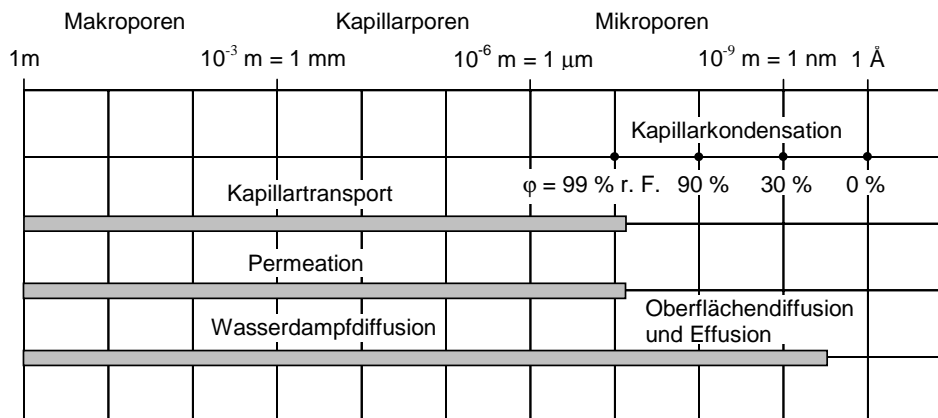 Makroporen Kapillarporen Mikroporen
1m 10⁻³ m = 1 mm 10⁻⁶ m = 1 μm 10⁻⁹ m = 1 nm 1 Å
Kapillarkondensation
φ = 99 % r. F. 90 % 30 % 0 %
Kapillartransport
Permeation
Wasserdampfdiffusion
Oberflächendiffusion
und Effusion